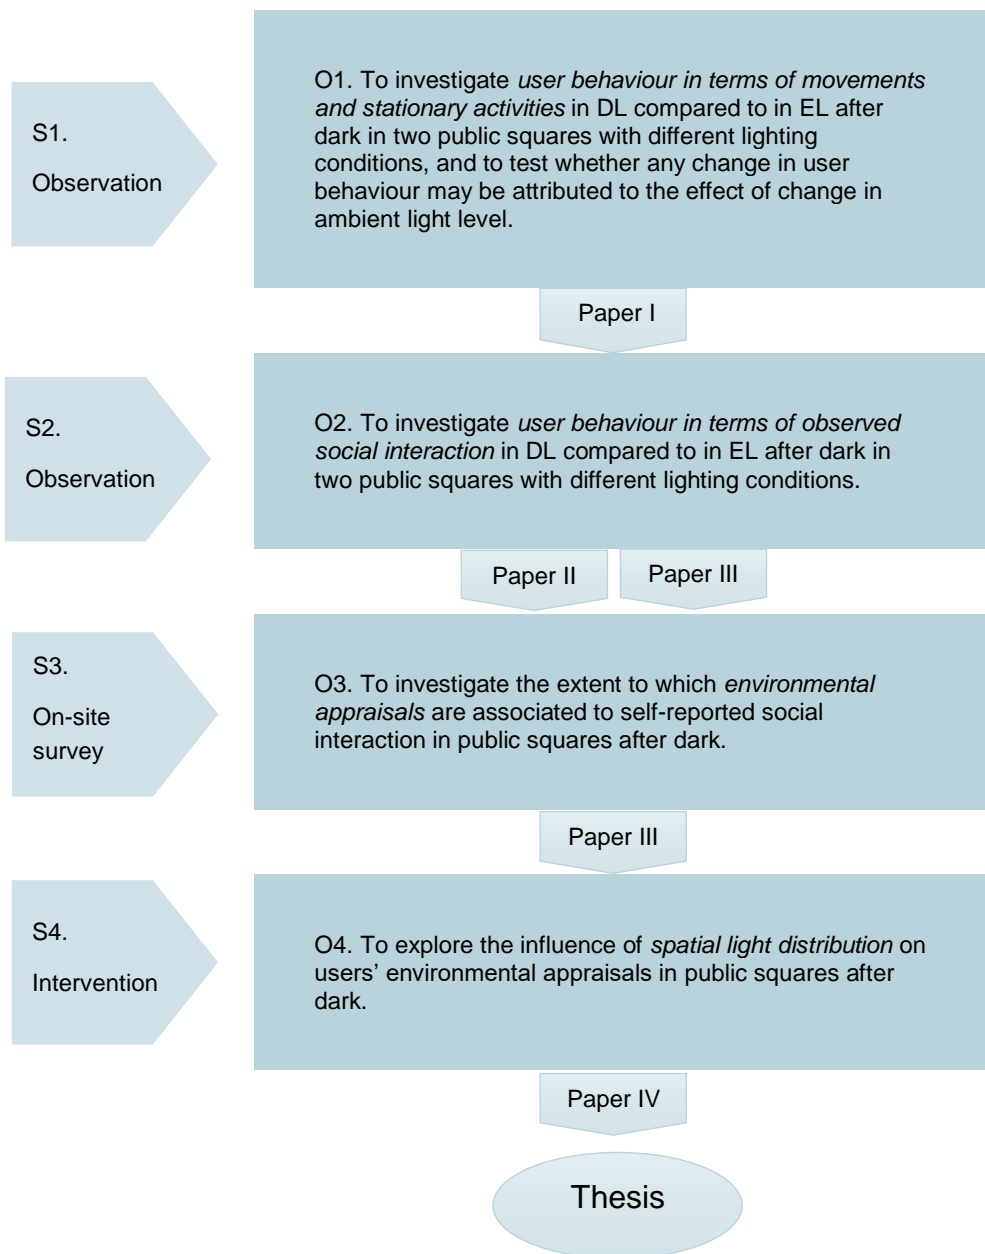 S1.
Observation
O1. To investigate user behaviour in terms of movements
and stationary activities in DL compared to in EL after
dark in two public squares with different lighting
conditions, and to test whether any change in user
behaviour may be attributed to the effect of change in
ambient light level.
Paper I
S2.
Observation
O2. To investigate user behaviour in terms of observed
social interaction in DL compared to in EL after dark in
two public squares with different lighting conditions.
Paper II
Paper III
S3.
On-site
survey
O3. To investigate the extent to which environmental
appraisals are associated to self-reported social
interaction in public squares after dark.
Paper III
S4.
Intervention
O4. To explore the influence of spatial light distribution on
users’ environmental appraisals in public squares after
dark.
Paper IV
Thesis